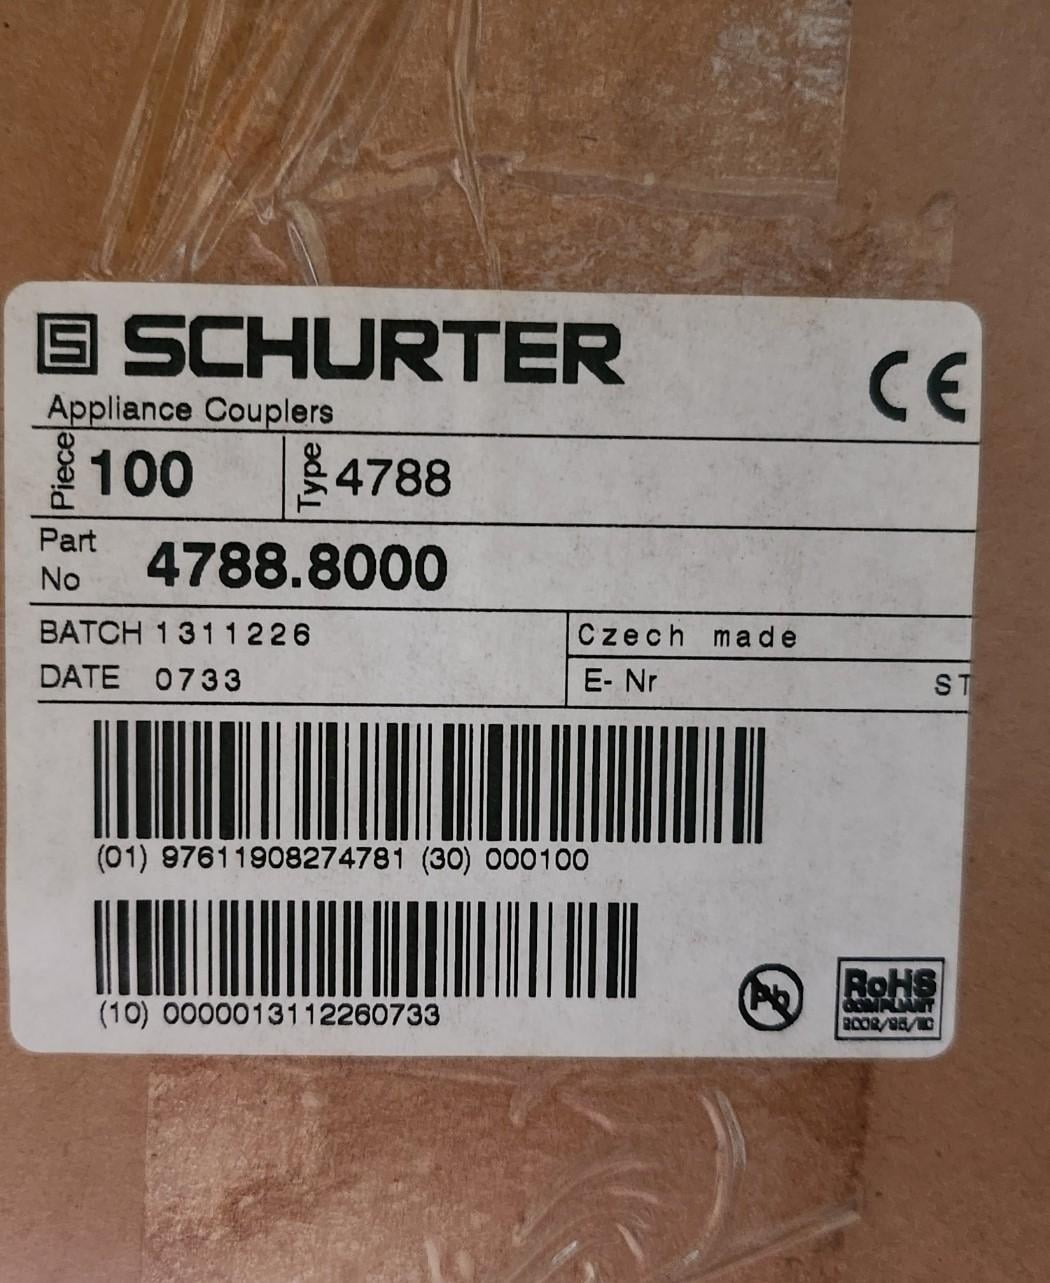 SCHURTER
CE
Appliance Couplers
Piece 100 Type 4788
Part No 4788.8000
BATCH 1311226
Czech made
DATE 0733
E- Nr ST
(01) 97611908274781 (30) 000100
(10) 0000013112260733
Pb
RoHS
COMPLIANT
2002/95/EC